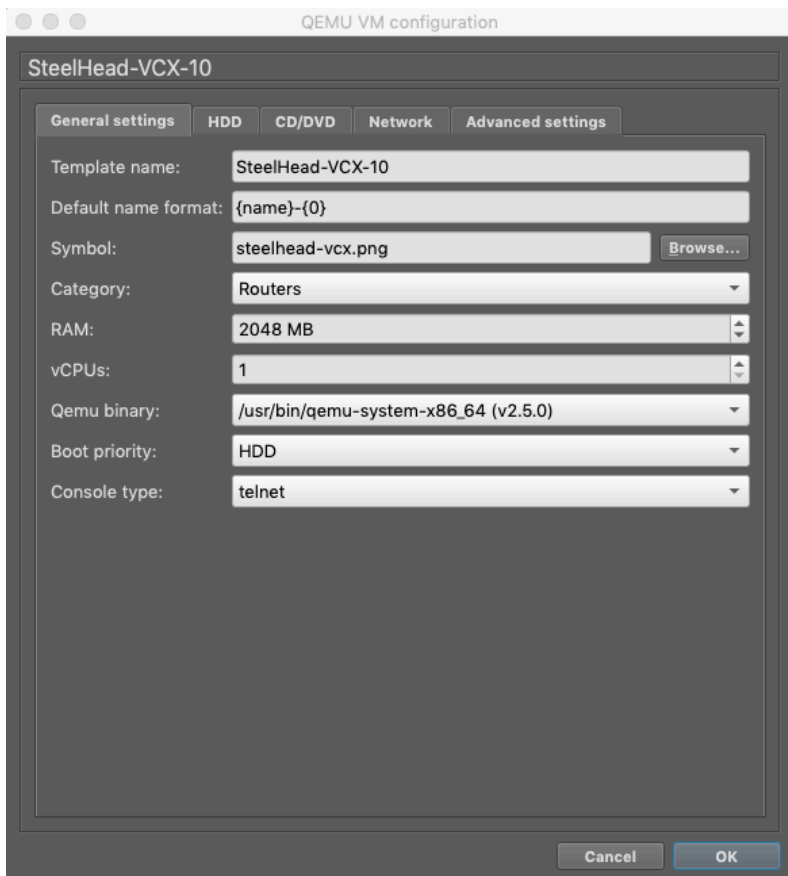 QEMU VM configuration
SteelHead-VCX-10
General settings HDD CD/DVD Network Advanced settings
Template name: SteelHead-VCX-10
Default name format: {name}-{0}
Symbol: steelhead-vcx.png Browse...
Category: Routers
RAM: 2048 MB
vCPUs: 1
Qemu binary: /usr/bin/qemu-system-x86_64 (v2.5.0)
Boot priority: HDD
Console type: telnet
Cancel OK